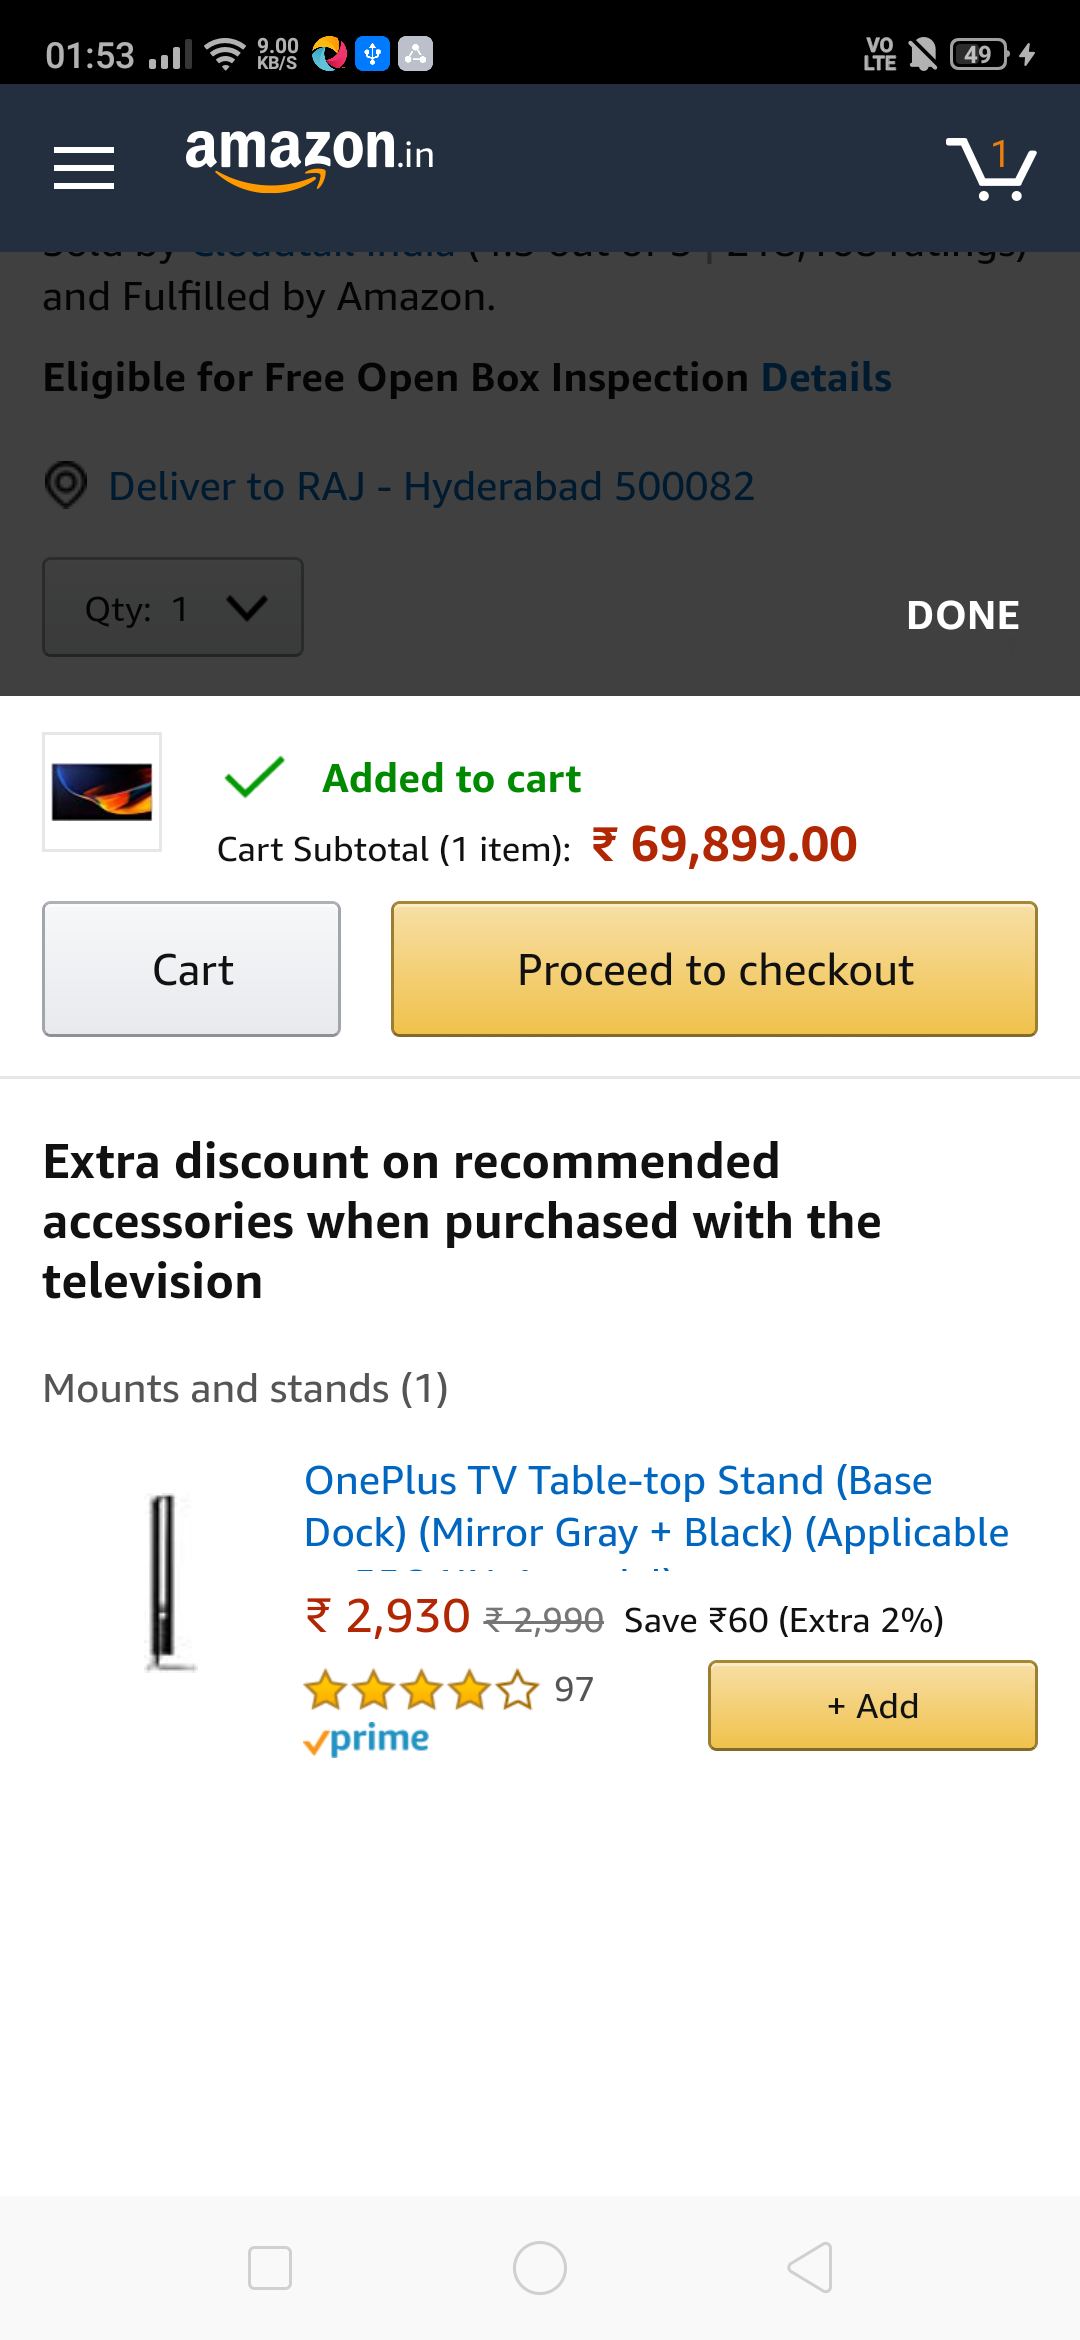 01:53 9.00 KB/S VO LTE 49
amazon.in 1
and Fulfilled by Amazon.
Eligible for Free Open Box Inspection Details
Deliver to RAJ - Hyderabad 500082
Qty: 1
DONE
Added to cart
Cart Subtotal (1 item): ₹ 69,899.00
Cart
Proceed to checkout
Extra discount on recommended
accessories when purchased with the
television
Mounts and stands (1)
OnePlus TV Table-top Stand (Base
Dock) (Mirror Gray + Black) (Applicable
₹ 2,930 ₹ 2,990 Save ₹60 (Extra 2%)
97
prime
+ Add